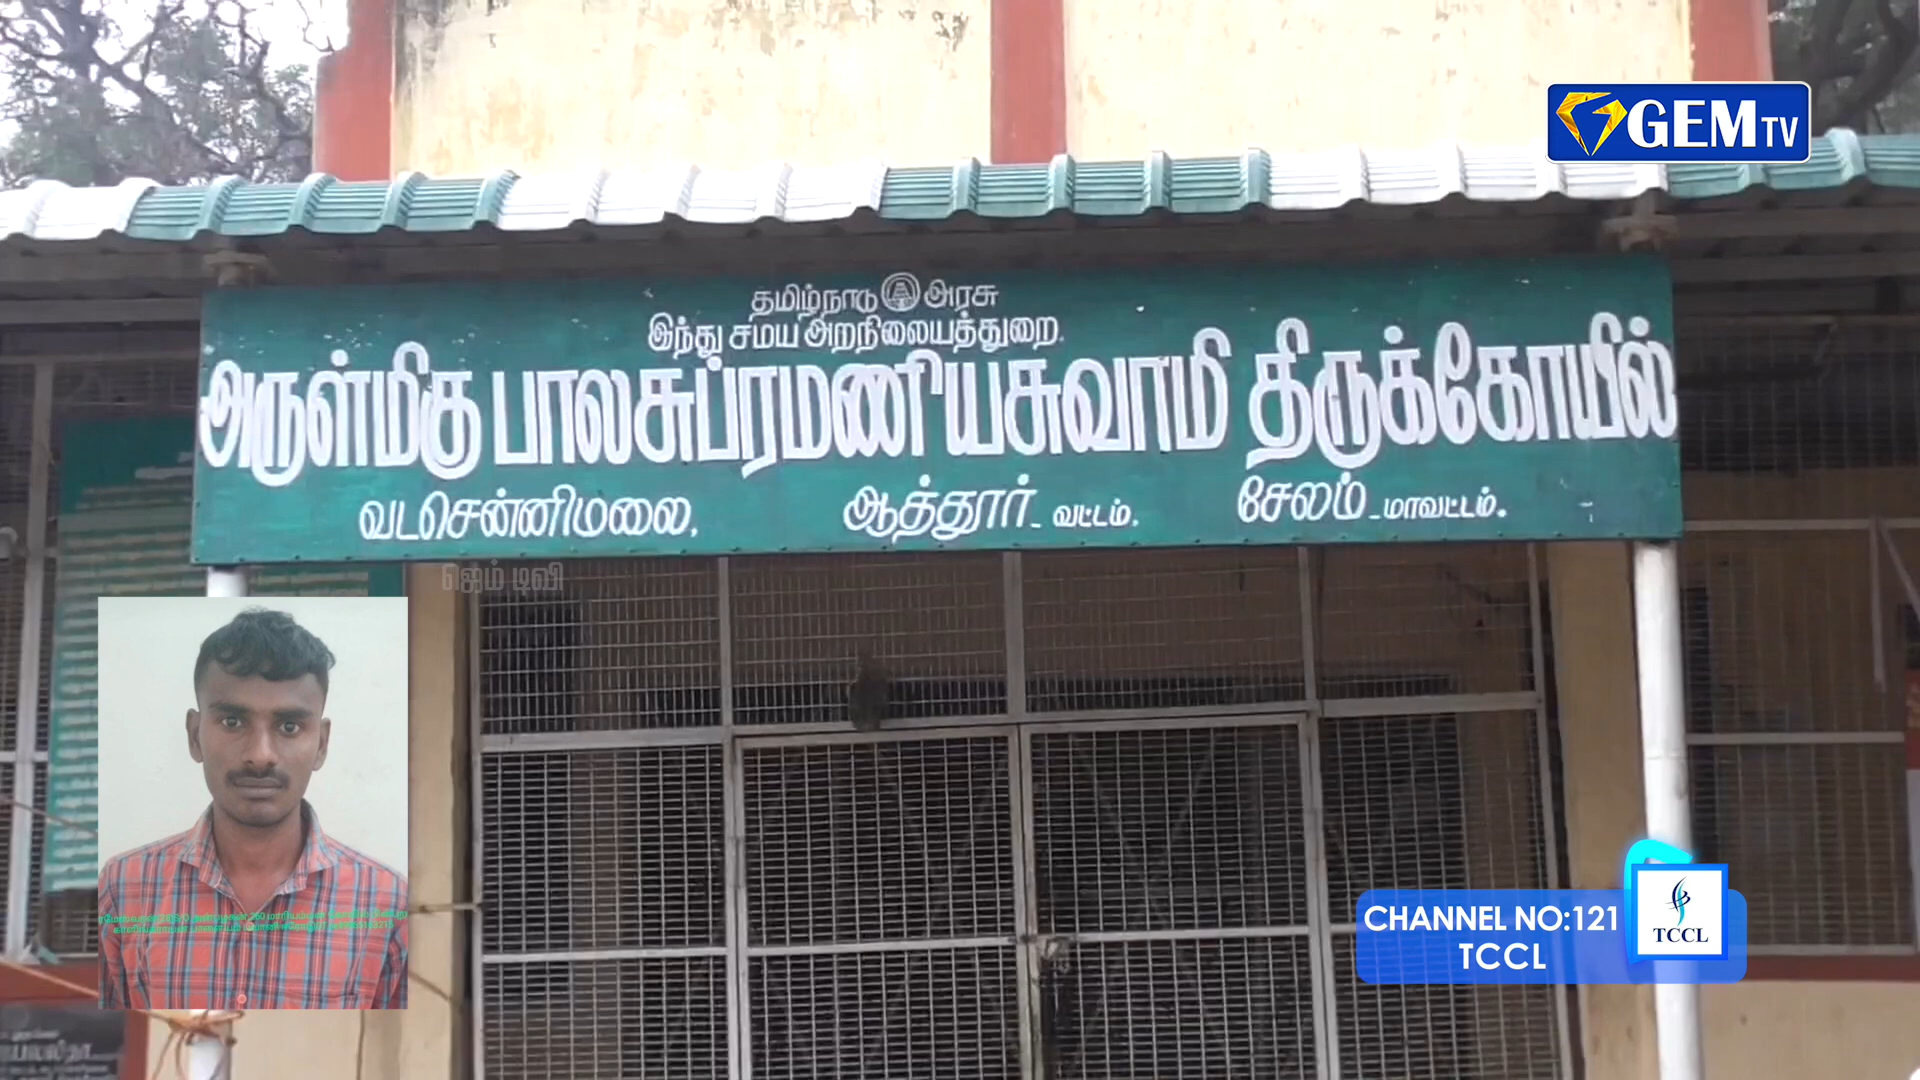 GEM TV
தமிழ்நாடு அரசு
இந்து சமய அறநிலையத்துறை.
அருள்மிகு பாலசுப்ரமணியசுவாமி திருக்கோயில்
வடசென்னிமலை, ஆத்தூர்- வட்டம். சேலம்-மாவட்டம்.
ஜெம் டிவி
CHANNEL NO:121
TCCL
TCCL